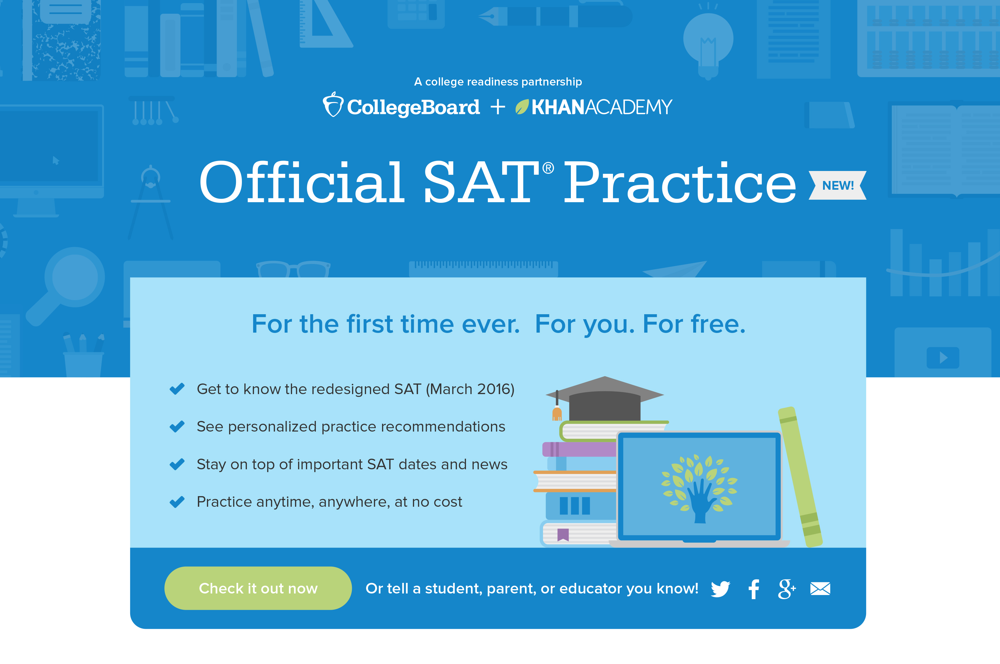 A college readiness partnership
CollegeBoard + KHANACADEMY
Official SAT® Practice NEW!
For the first time ever. For you. For free.
Get to know the redesigned SAT (March 2016)
See personalized practice recommendations
Stay on top of important SAT dates and news
Practice anytime, anywhere, at no cost
Check it out now
Or tell a student, parent, or educator you know!
g+